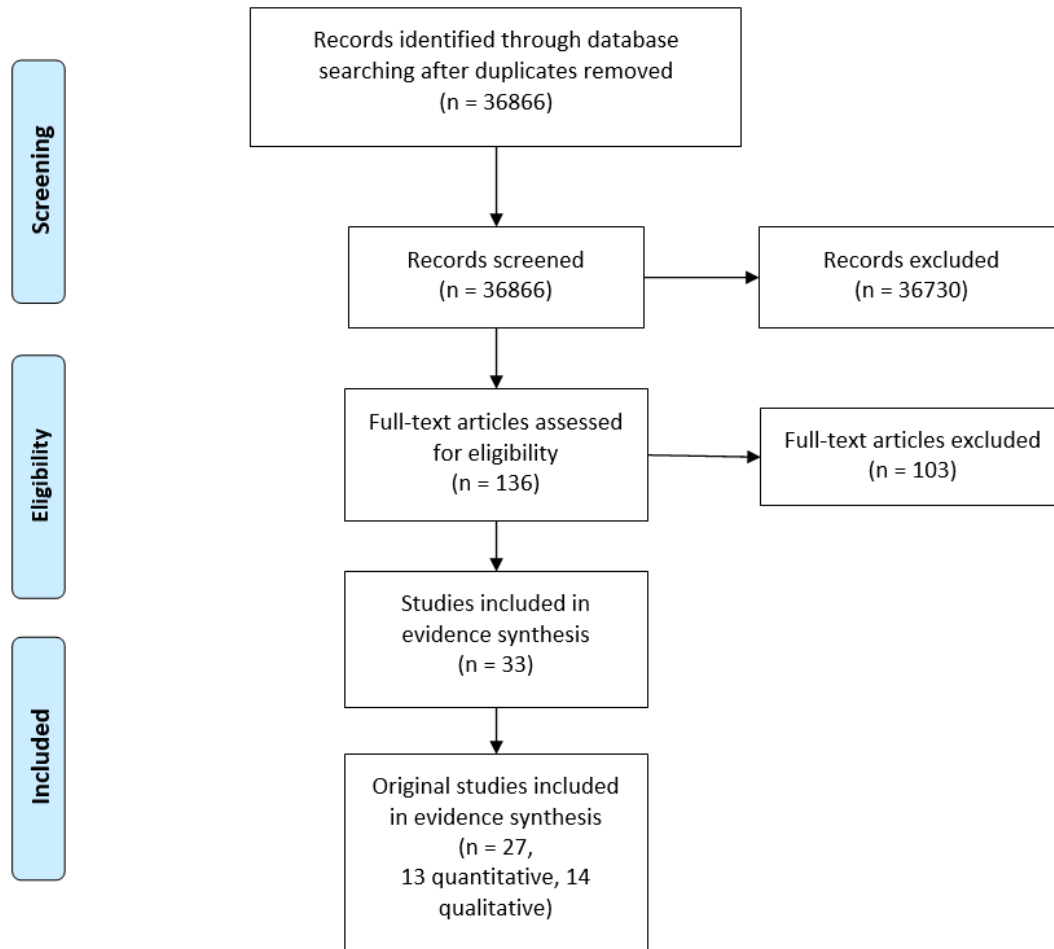 Records identified through database
searching after duplicates removed
(n = 36866)
Screening
Records screened
(n = 36866)
Records excluded
(n = 36730)
Full-text articles assessed
for eligibility
(n = 136)
Full-text articles excluded
(n = 103)
Eligibility
Studies included in
evidence synthesis
(n = 33)
Included
Original studies included
in evidence synthesis
(n = 27,
13 quantitative, 14
qualitative)